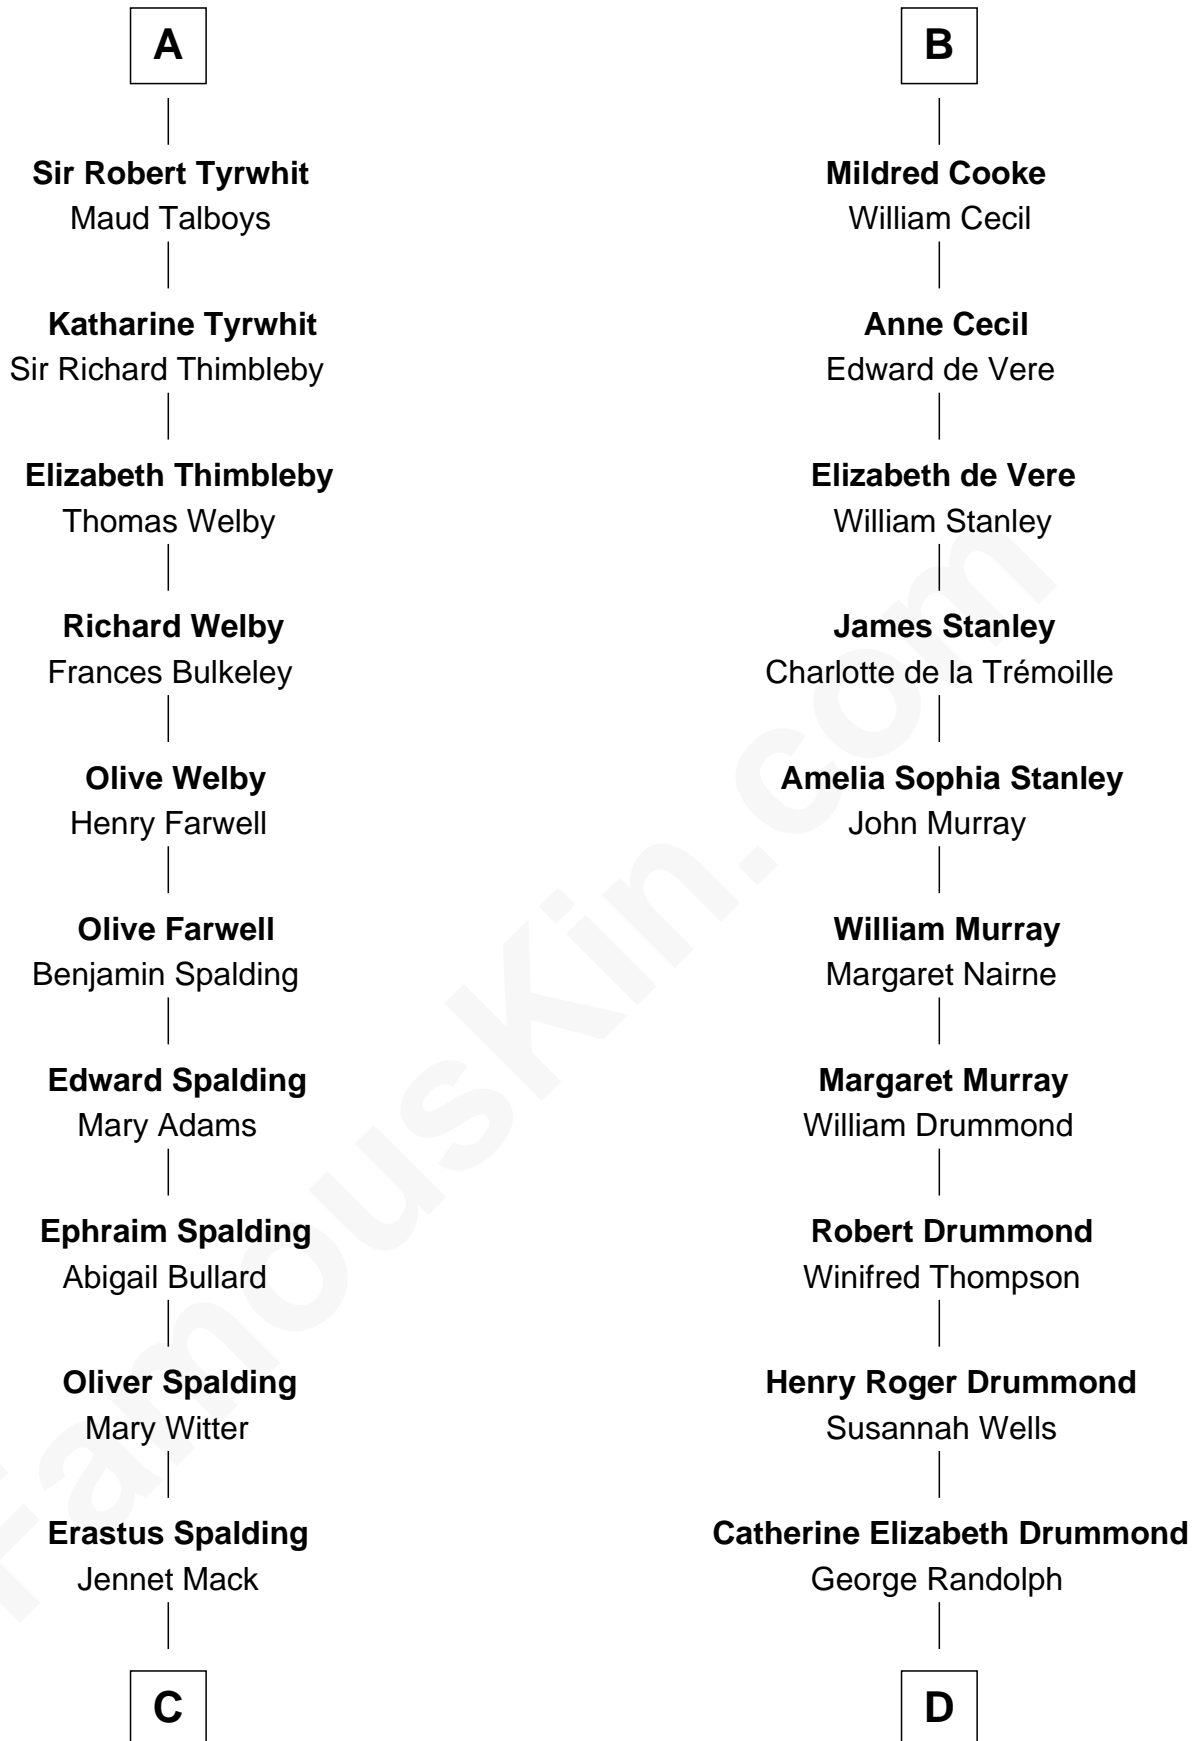 A
Sir Robert Tyrwhit
Maud Talboys
Katharine Tyrwhit
Sir Richard Thimbleby
Elizabeth Thimbleby
Thomas Welby
Richard Welby
Frances Bulkeley
Olive Welby
Henry Farwell
Olive Farwell
Benjamin Spalding
Edward Spalding
Mary Adams
Ephraim Spalding
Abigail Bullard
Oliver Spalding
Mary Witter
Erastus Spalding
Jennet Mack
C
B
Mildred Cooke
William Cecil
Anne Cecil
Edward de Vere
Elizabeth de Vere
William Stanley
James Stanley
Charlotte de la Trémoille
Amelia Sophia Stanley
John Murray
William Murray
Margaret Nairne
Margaret Murray
William Drummond
Robert Drummond
Winifred Thompson
Henry Roger Drummond
Susannah Wells
Catherine Elizabeth Drummond
George Randolph
D
FamousKin.com